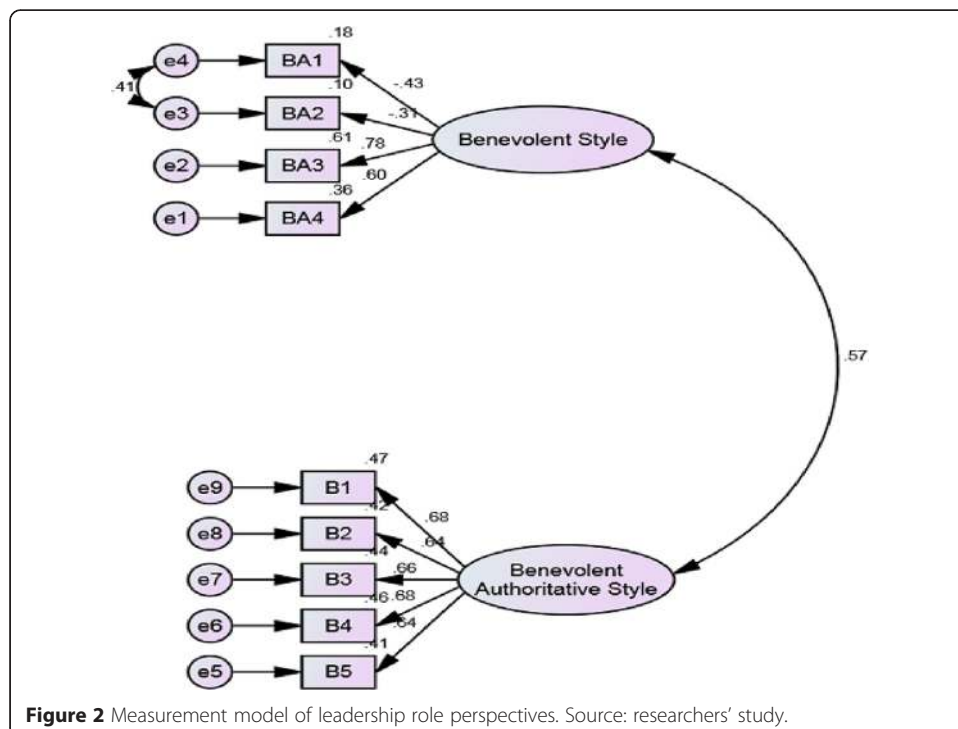 .18
e4 BA1
.41 .10 -.43
e3 BA2 -.31
.61 .78 Benevolent Style
e2 BA3
.36 .60
e1 BA4
.57
.47
e9 B1
.42 .68
e8 B2
.44 .64
e7 B3 .66 Benevolent
Authoritative Style
.46 .68
e6 B4
.41 .64
e5 B5
Figure 2 Measurement model of leadership role perspectives. Source: researchers’ study.